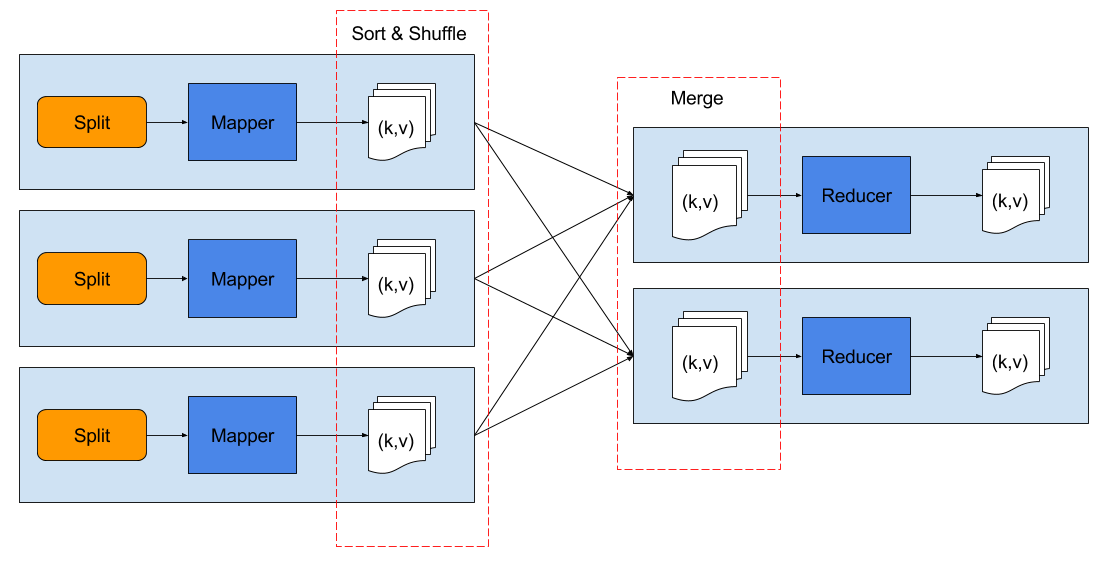 Sort & Shuffle
Split
Mapper
(k,v)
Split
Mapper
(k,v)
Split
Mapper
(k,v)
Merge
(k,v)
Reducer
(k,v)
(k,v)
Reducer
(k,v)